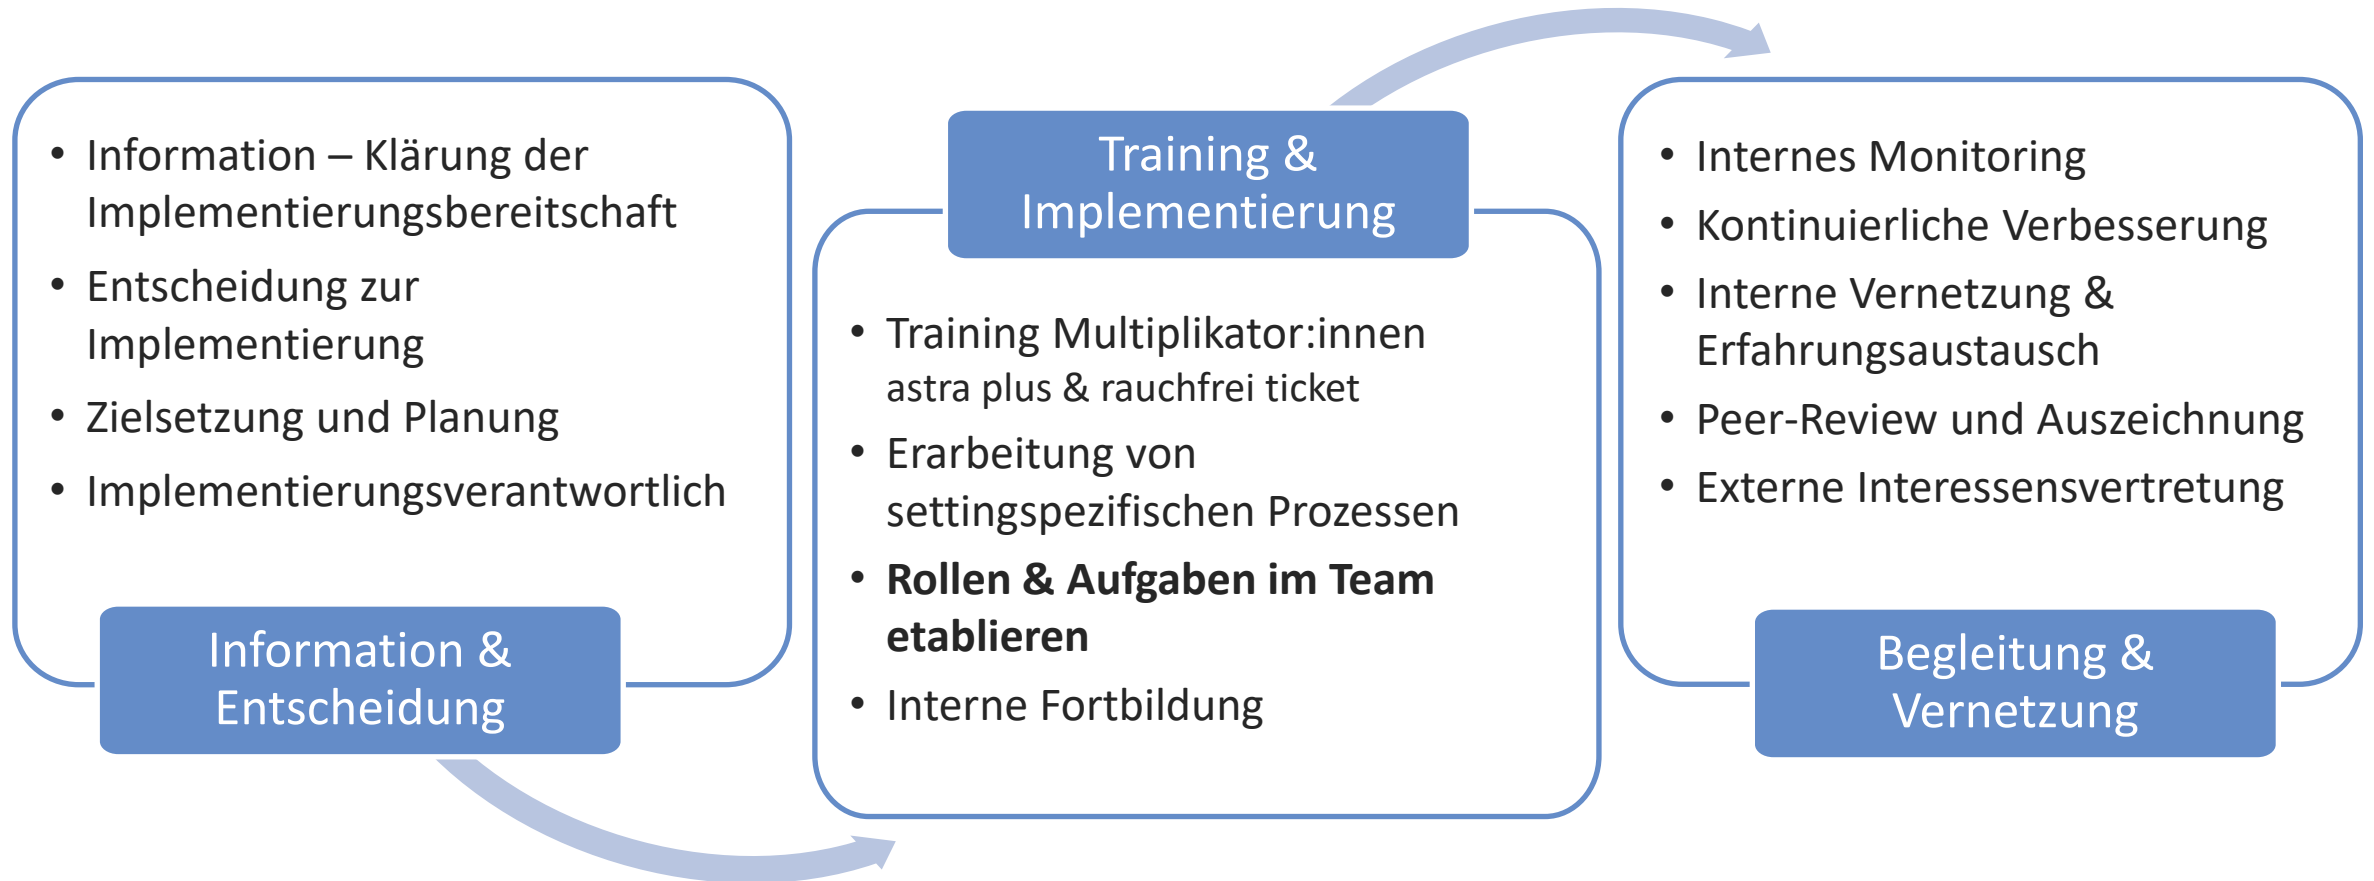 • Information – Klärung der
Implementierungsbereitschaft
• Entscheidung zur
Implementierung
• Zielsetzung und Planung
• Implementierungsverantwortlich
Information &
Entscheidung
Training &
Implementierung
• Training Multiplikator:innen
astra plus & rauchfrei ticket
• Erarbeitung von
settingspezifischen Prozessen
• Rollen & Aufgaben im Team
etablieren
• Interne Fortbildung
• Internes Monitoring
• Kontinuierliche Verbesserung
• Interne Vernetzung &
Erfahrungsaustausch
• Peer-Review und Auszeichnung
• Externe Interessensvertretung
Begleitung &
Vernetzung